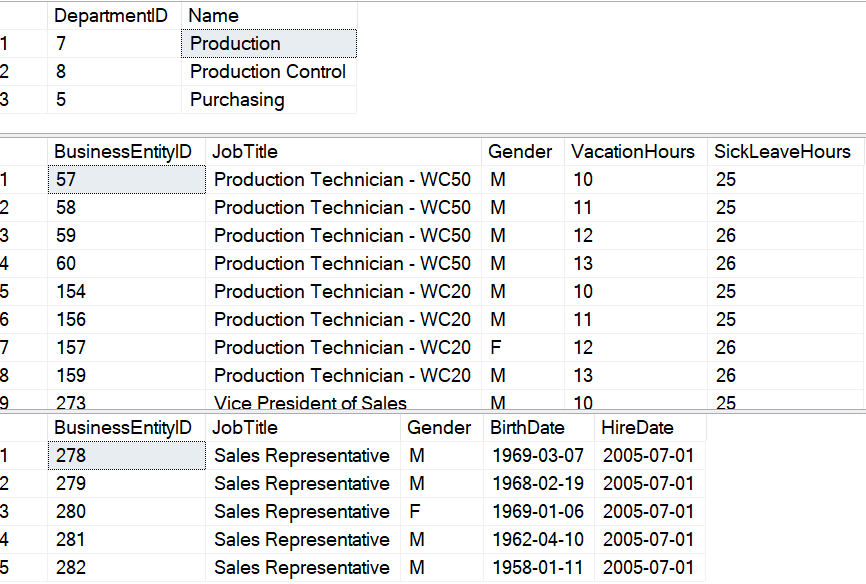 DepartmentID Name
1 7 Production
2 8 Production Control
3 5 Purchasing
BusinessEntityID JobTitle Gender VacationHours SickLeaveHours
1 57 Production Technician - WC50 M 10 25
2 58 Production Technician - WC50 M 11 25
3 59 Production Technician - WC50 M 12 26
4 60 Production Technician - WC50 M 13 26
5 154 Production Technician - WC20 M 10 25
6 156 Production Technician - WC20 M 11 25
7 157 Production Technician - WC20 F 12 26
8 159 Production Technician - WC20 M 13 26
9 273 Vice President of Sales M 10 25
BusinessEntityID JobTitle Gender BirthDate HireDate
1 278 Sales Representative M 1969-03-07 2005-07-01
2 279 Sales Representative M 1968-02-19 2005-07-01
3 280 Sales Representative F 1969-01-06 2005-07-01
4 281 Sales Representative M 1962-04-10 2005-07-01
5 282 Sales Representative M 1958-01-11 2005-07-01